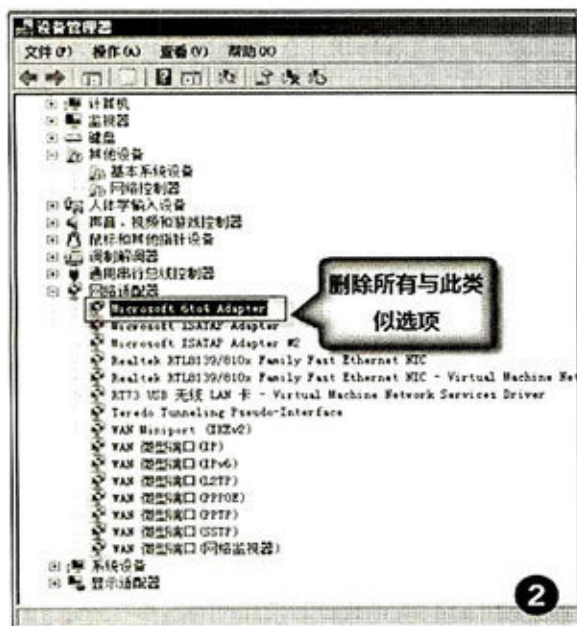 设备管理器
文件(F) 操作(A) 查看(V) 帮助(H)
计算机
监视器
键盘
其他设备
基本系统设备
网络控制器
人体学输入设备
声音、视频和游戏控制器
鼠标和其他指针设备
调制解调器
通用串行总线控制器
网络适配器
Microsoft 6to4 Adapter
Microsoft ISATAP Adapter
Microsoft ISATAP Adapter #2
Realtek RTL8139/810x Family Fast Ethernet NIC
Realtek RTL8139/810x Family Fast Ethernet NIC - Virtual Machine Net
RT73 USB 无线 LAN 卡 - Virtual Machine Network Services Driver
Teredo Tunneling Pseudo-Interface
WAN Miniport (IKEv2)
WAN 微型端口(IP)
WAN 微型端口(IPv6)
WAN 微型端口(L2TP)
WAN 微型端口(PPPOE)
WAN 微型端口(PPTP)
WAN 微型端口(SSTP)
WAN 微型端口(网络监视器)
系统设备
显示适配器
删除所有与此类
似选项
2